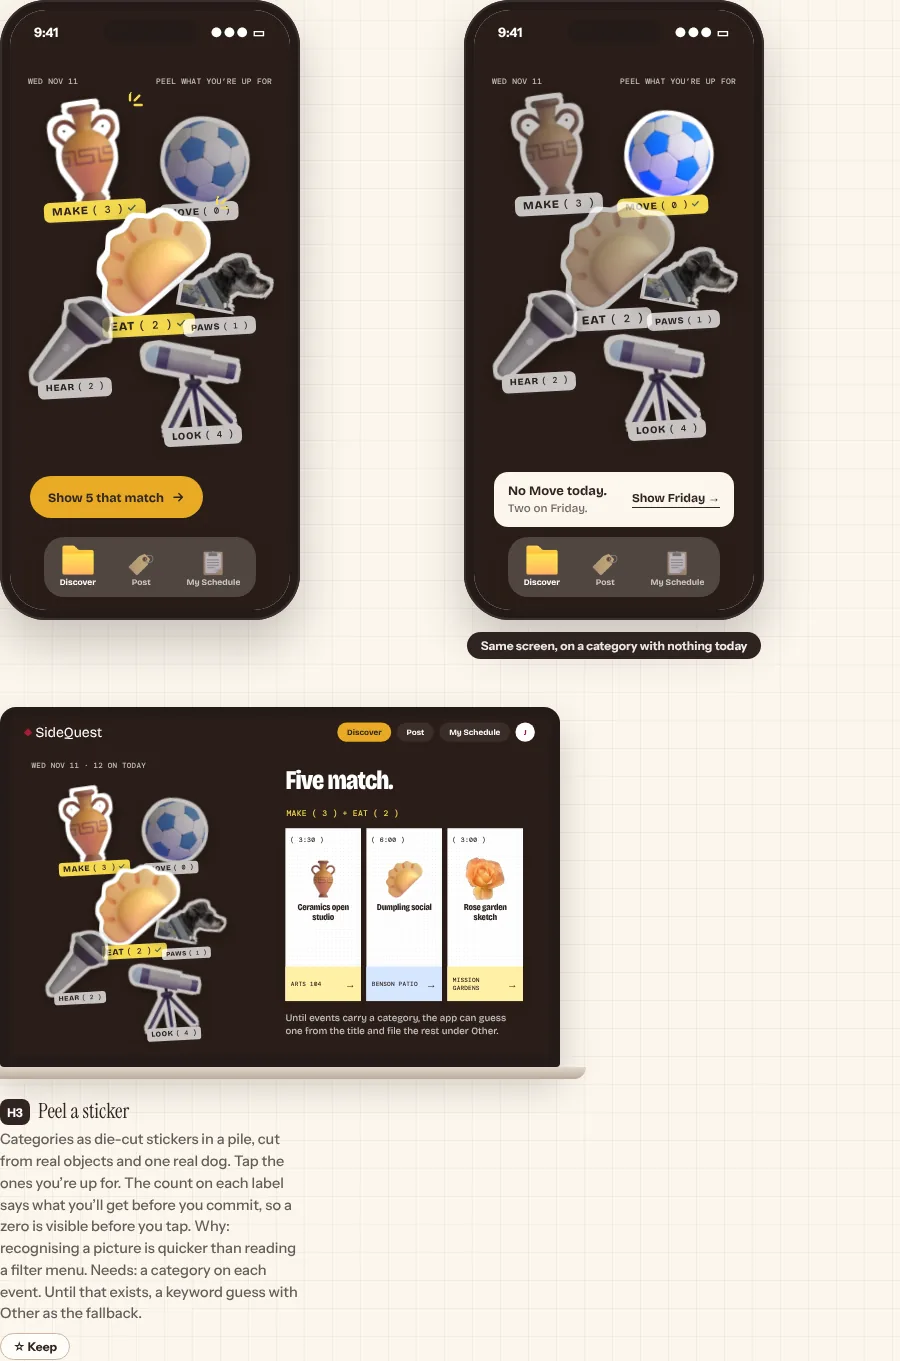 9:41
WED NOV 11
PEEL WHAT YOU'RE UP FOR
MAKE ( 3 ) ✓
MOVE ( 0 )
EAT ( 2 ) ✓
PAWS ( 1 )
HEAR ( 2 )
LOOK ( 4 )
Show 5 that match →
Discover
Post
My Schedule
9:41
WED NOV 11
PEEL WHAT YOU'RE UP FOR
MAKE ( 3 )
MOVE ( 0 ) ✓
EAT ( 2 )
PAWS ( 1 )
HEAR ( 2 )
LOOK ( 4 )
No Move today.
Two on Friday.
Show Friday →
Discover
Post
My Schedule
Same screen, on a category with nothing today
SideQuest
Discover
Post
My Schedule
J
WED NOV 11 · 12 ON TODAY
MAKE ( 3 ) ✓
OVE ( 0 )
EAT ( 2 ) ✓
PAWS ( 1 )
HEAR ( 2 )
LOOK ( 4 )
Five match.
MAKE ( 3 ) + EAT ( 2 )
( 3:30 )
Ceramics open
studio
ARTS 104 →
( 6:00 )
Dumpling social
BENSON PATIO →
( 3:00 )
Rose garden
sketch
MISSION
GARDENS →
Until events carry a category, the app can guess
one from the title and file the rest under Other.
H3 Peel a sticker
Categories as die-cut stickers in a pile, cut
from real objects and one real dog. Tap the
ones you're up for. The count on each label
says what you'll get before you commit, so a
zero is visible before you tap. Why:
recognising a picture is quicker than reading
a filter menu. Needs: a category on each
event. Until that exists, a keyword guess with
Other as the fallback.
☆ Keep